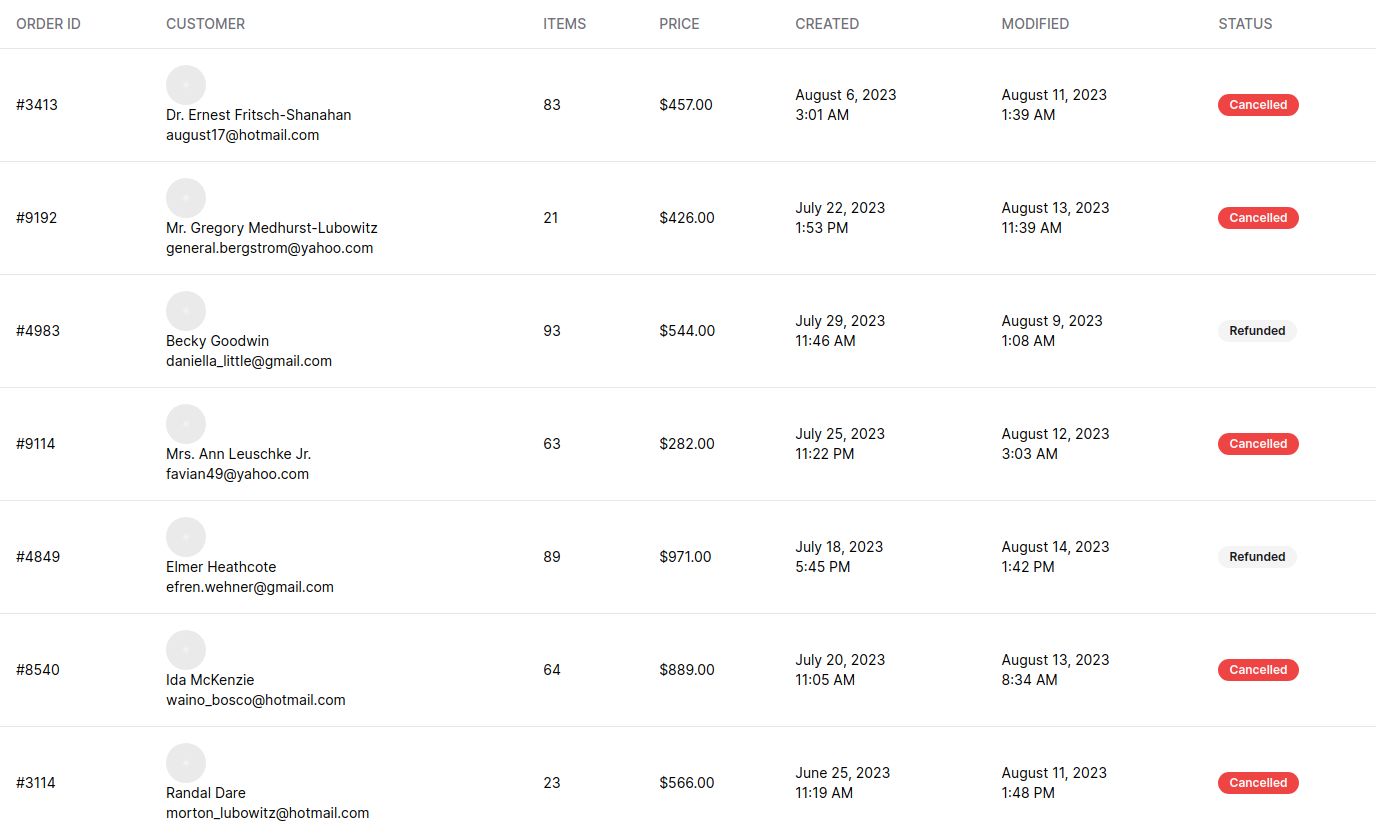 ORDER ID CUSTOMER ITEMS PRICE CREATED MODIFIED STATUS
#3413 Dr. Ernest Fritsch-Shanahan august17@hotmail.com 83 $457.00 August 6, 2023 3:01 AM August 11, 2023 1:39 AM Cancelled
#9192 Mr. Gregory Medhurst-Lubowitz general.bergstrom@yahoo.com 21 $426.00 July 22, 2023 1:53 PM August 13, 2023 11:39 AM Cancelled
#4983 Becky Goodwin daniella_little@gmail.com 93 $544.00 July 29, 2023 11:46 AM August 9, 2023 1:08 AM Refunded
#9114 Mrs. Ann Leuschke Jr. favian49@yahoo.com 63 $282.00 July 25, 2023 11:22 PM August 12, 2023 3:03 AM Cancelled
#4849 Elmer Heathcote efren.wehner@gmail.com 89 $971.00 July 18, 2023 5:45 PM August 14, 2023 1:42 PM Refunded
#8540 Ida McKenzie waino_bosco@hotmail.com 64 $889.00 July 20, 2023 11:05 AM August 13, 2023 8:34 AM Cancelled
#3114 Randal Dare morton_lubowitz@hotmail.com 23 $566.00 June 25, 2023 11:19 AM August 11, 2023 1:48 PM Cancelled